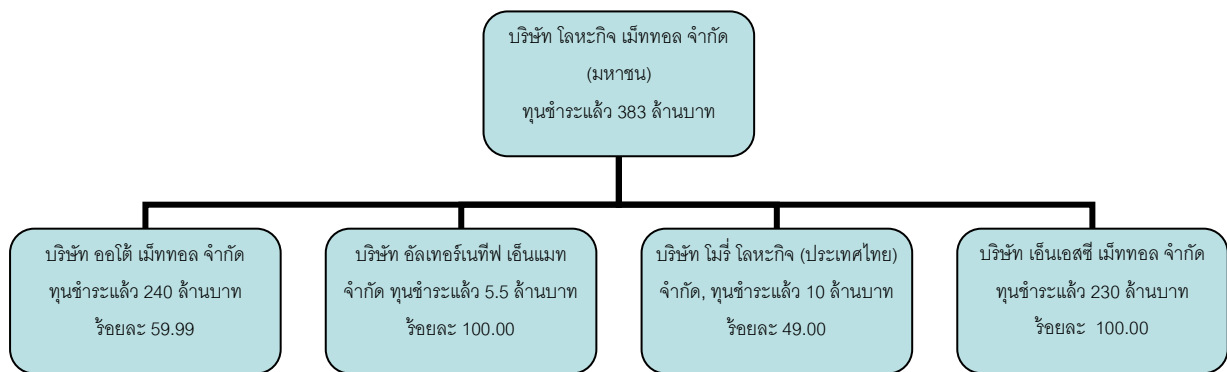 บริษัท โลหะกิจ เม็ททอล จำกัด
(มหาชน)
ทุนชำระแล้ว 383 ล้านบาท
บริษัท ออโต้ เม็ททอล จำกัด
ทุนชำระแล้ว 240 ล้านบาท
ร้อยละ 59.99
บริษัท อัลเทอร์เนทีฟ เอ็นแมท
จำกัด ทุนชำระแล้ว 5.5 ล้านบาท
ร้อยละ 100.00
บริษัท โมรี่ โลหะกิจ (ประเทศไทย)
จำกัด, ทุนชำระแล้ว 10 ล้านบาท
ร้อยละ 49.00
บริษัท เอ็นเอสซี เม็ททอล จำกัด
ทุนชำระแล้ว 230 ล้านบาท
ร้อยละ  100.00